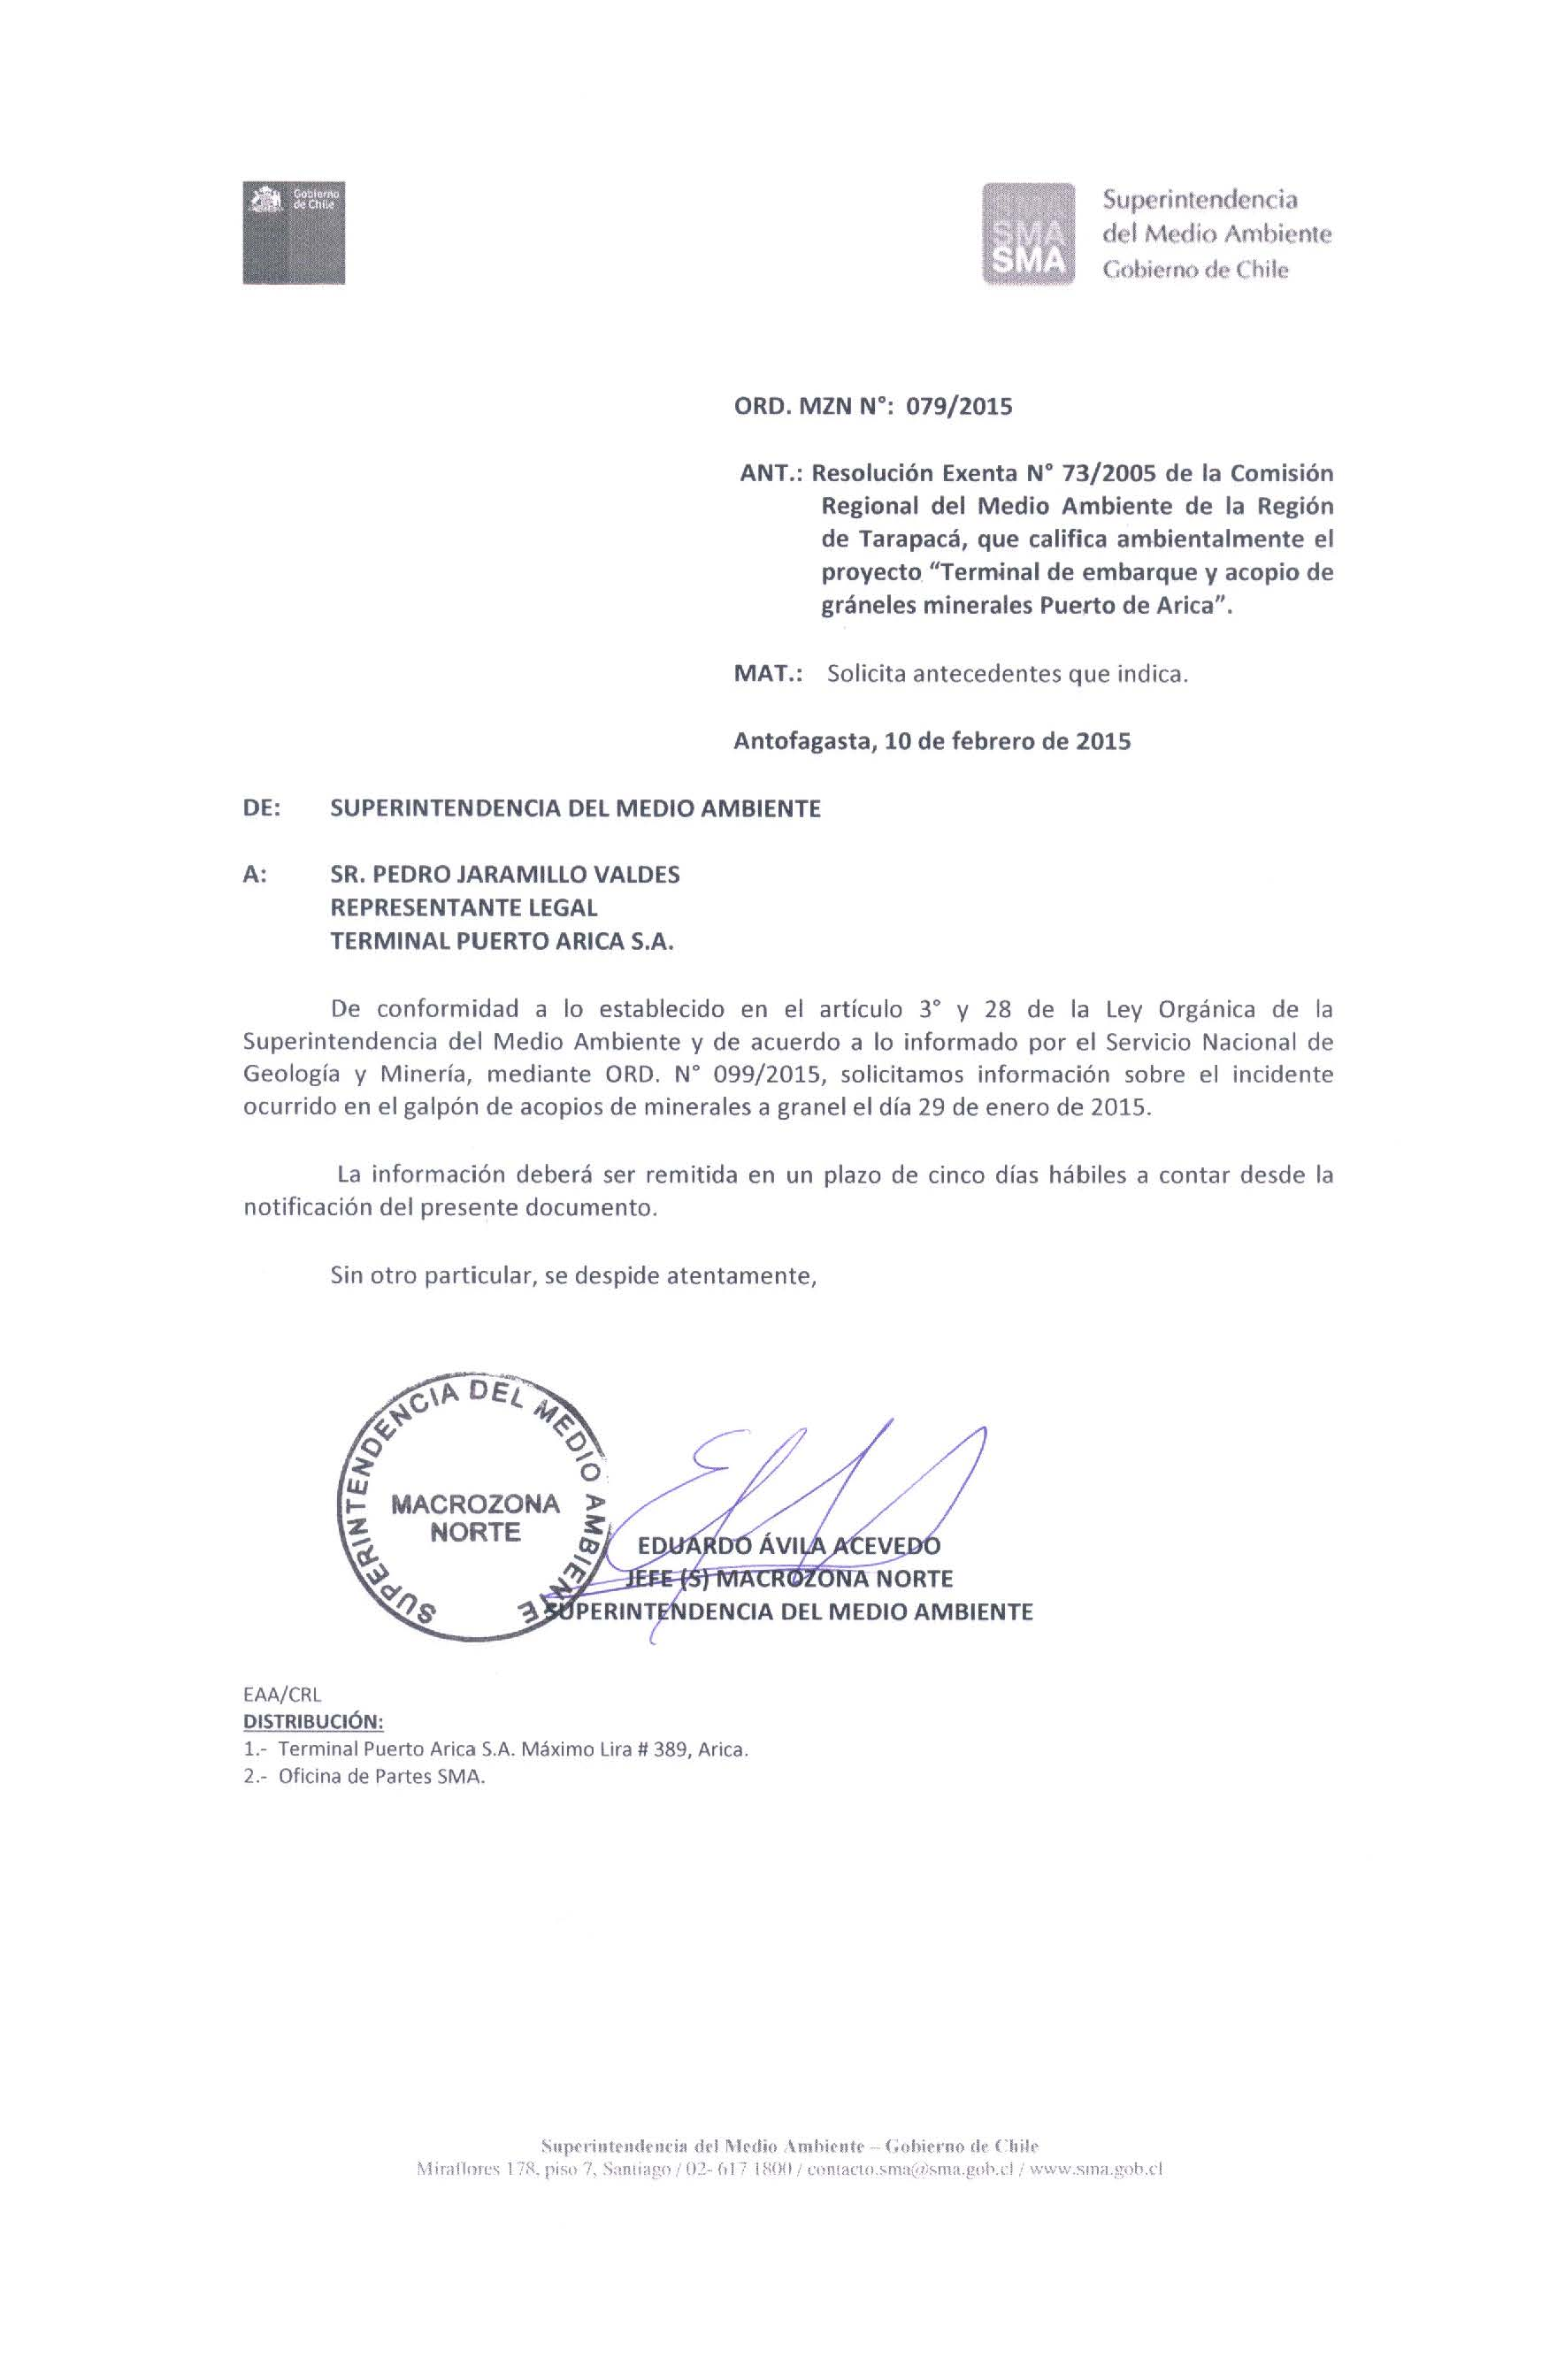 Gobierno
de Chile
SMA
SMA
Superintendencia
del Medio Ambiente
Gobierno de Chile
ORD. MZN N°: 079/2015
ANT.: Resolución Exenta N° 73/2005 de la Comisión
Regional del Medio Ambiente de la Región
de Tarapacá, que califica ambientalmente el
proyecto "Terminal de embarque y acopio de
gráneles minerales Puerto de Arica".
MAT.: Solicita antecedentes que indica.
Antofagasta, 10 de febrero de 2015
DE: SUPERINTENDENCIA DEL MEDIO AMBIENTE
A: SR. PEDRO JARAMILLO VALDES
REPRESENTANTE LEGAL
TERMINAL PUERTO ARICA S.A.
De conformidad a lo establecido en el artículo 3° y 28 de la Ley Orgánica de la
Superintendencia del Medio Ambiente y de acuerdo a lo informado por el Servicio Nacional de
Geología y Minería, mediante ORD. N° 099/2015, solicitamos información sobre el incidente
ocurrido en el galpón de acopios de minerales a granel el día 29 de enero de 2015.
La información deberá ser remitida en un plazo de cinco días hábiles a contar desde la
notificación del presente documento.
Sin otro particular, se despide atentamente,
SUPERINTENDENCIA DEL MEDIO AMBIENTE
MACROZONA
NORTE
EDUARDO ÁVILA ACEVEDO
JEFE (S) MACROZONA NORTE
SUPERINTENDENCIA DEL MEDIO AMBIENTE
EAA/CRL
DISTRIBUCIÓN:
1.- Terminal Puerto Arica S.A. Máximo Lira # 389, Arica.
2.- Oficina de Partes SMA.
Superintendencia del Medio Ambiente – Gobierno de Chile
Miraflores 178, piso 7, Santiago / 02- 617 1800 / contacto.sma@sma.gob.cl / www.sma.gob.cl